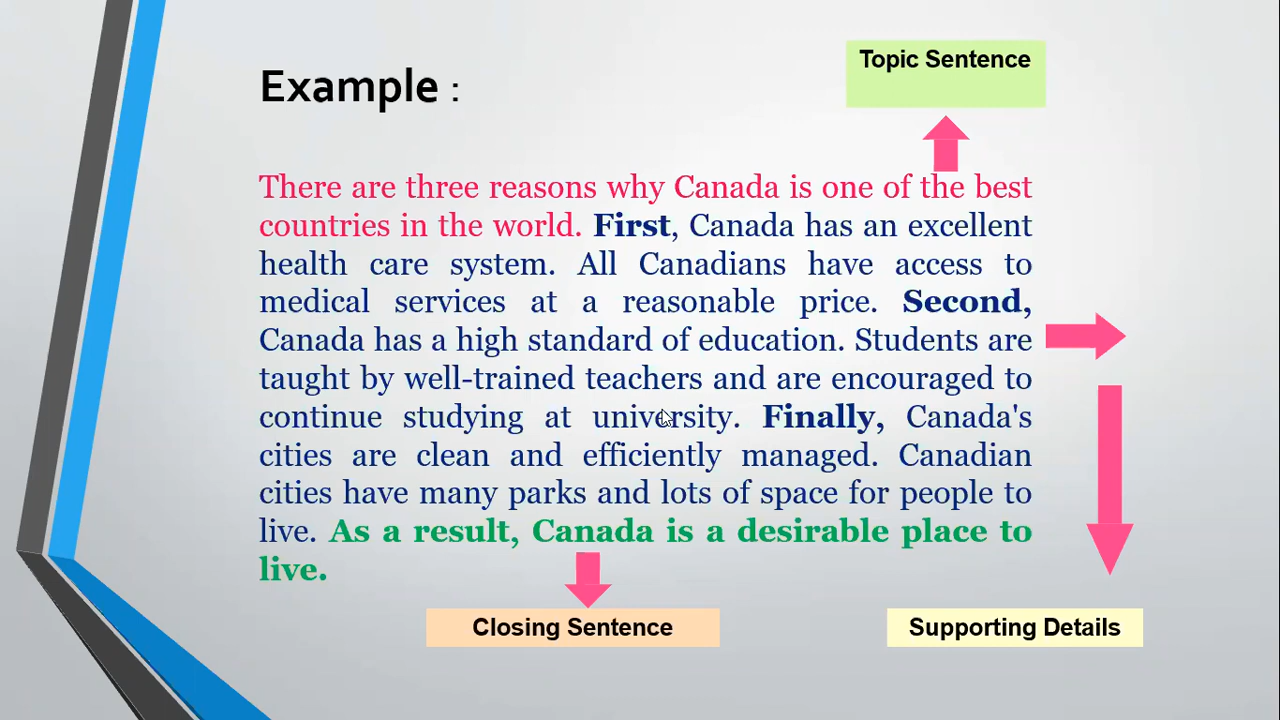 Topic Sentence
Example :
There are three reasons why Canada is one of the best
countries in the world. First, Canada has an excellent
health care system. All Canadians have access to
medical services at a reasonable price. Second,
Canada has a high standard of education. Students are
taught by well-trained teachers and are encouraged to
continue studying at university. Finally, Canada's
cities are clean and efficiently managed. Canadian
cities have many parks and lots of space for people to
live. As a result, Canada is a desirable place to
live.
Closing Sentence
Supporting Details